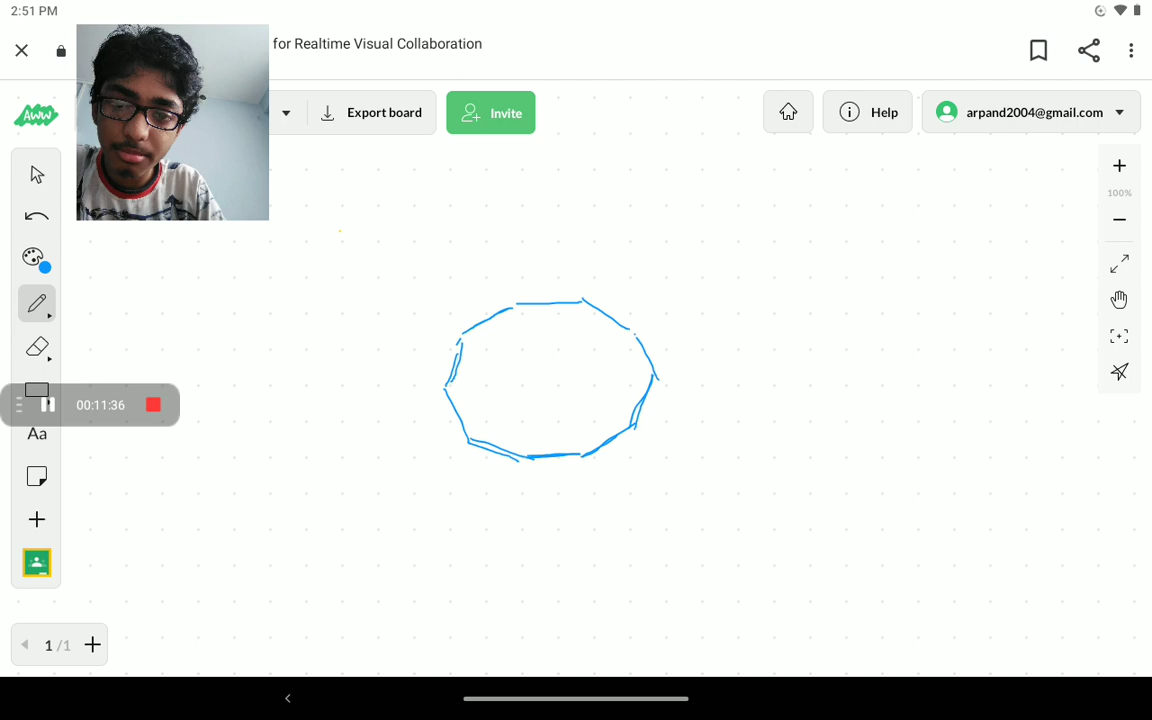 2:51 PM
for Realtime Visual Collaboration
AWW
Export board
Invite
Help
arpand2004@gmail.com
100%
00:11:36
Aa
1 /1